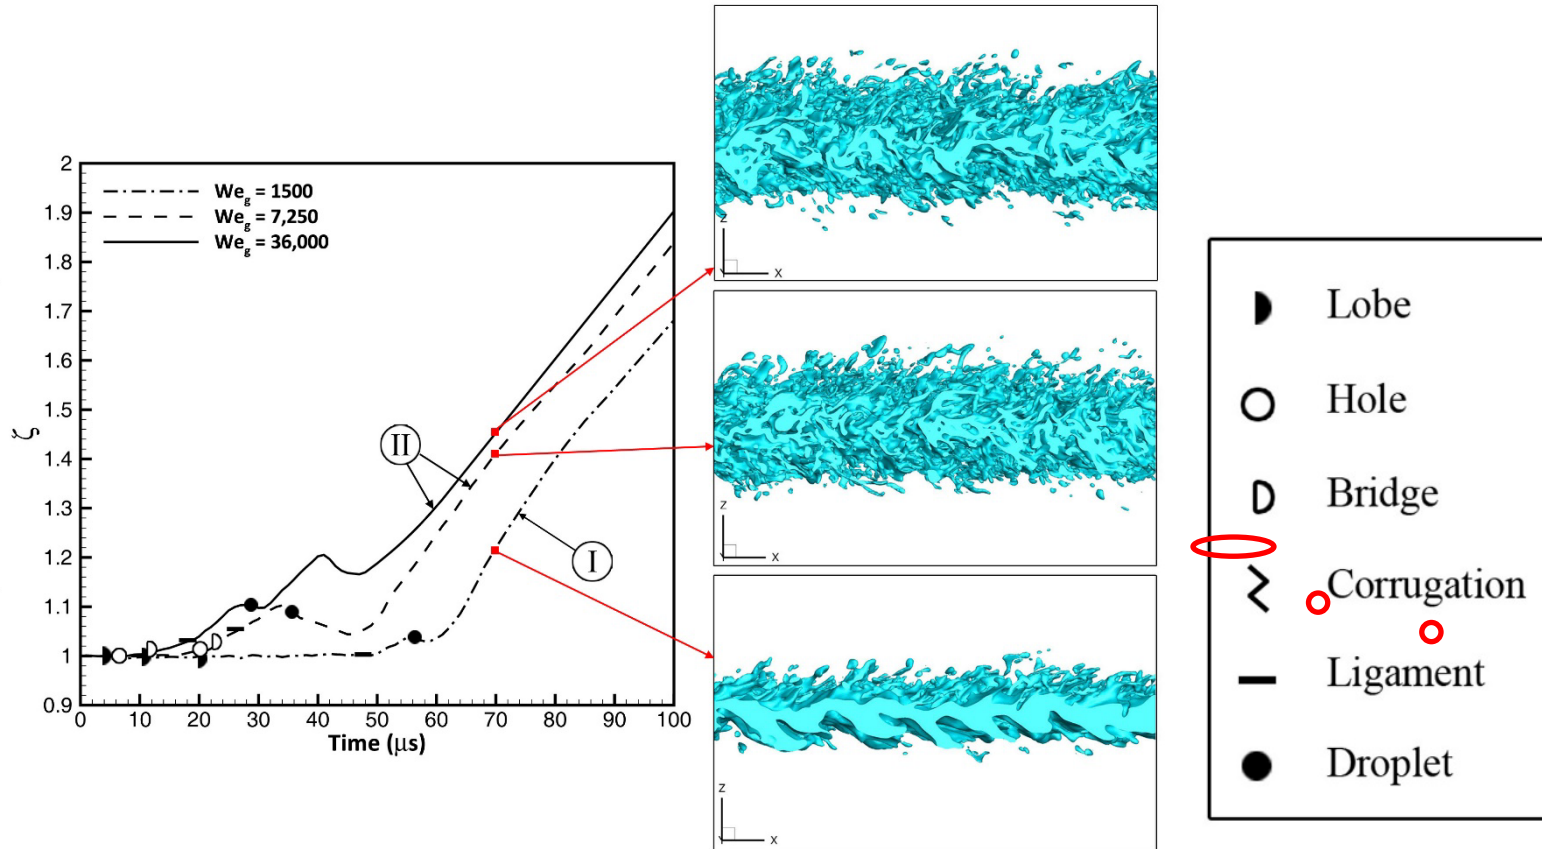 2
1.9
1.8
1.7
1.6
1.5
1.4
1.3
1.2
1.1
1
0.9
ζ
We_g = 1500
We_g = 7,250
We_g = 36,000
II
I
0 10 20 30 40 50 60 70 80 90 100
Time (μs)
Z
Y X
Z
Y X
Z
Y X
Lobe
Hole
Bridge
Corrugation
Ligament
Droplet